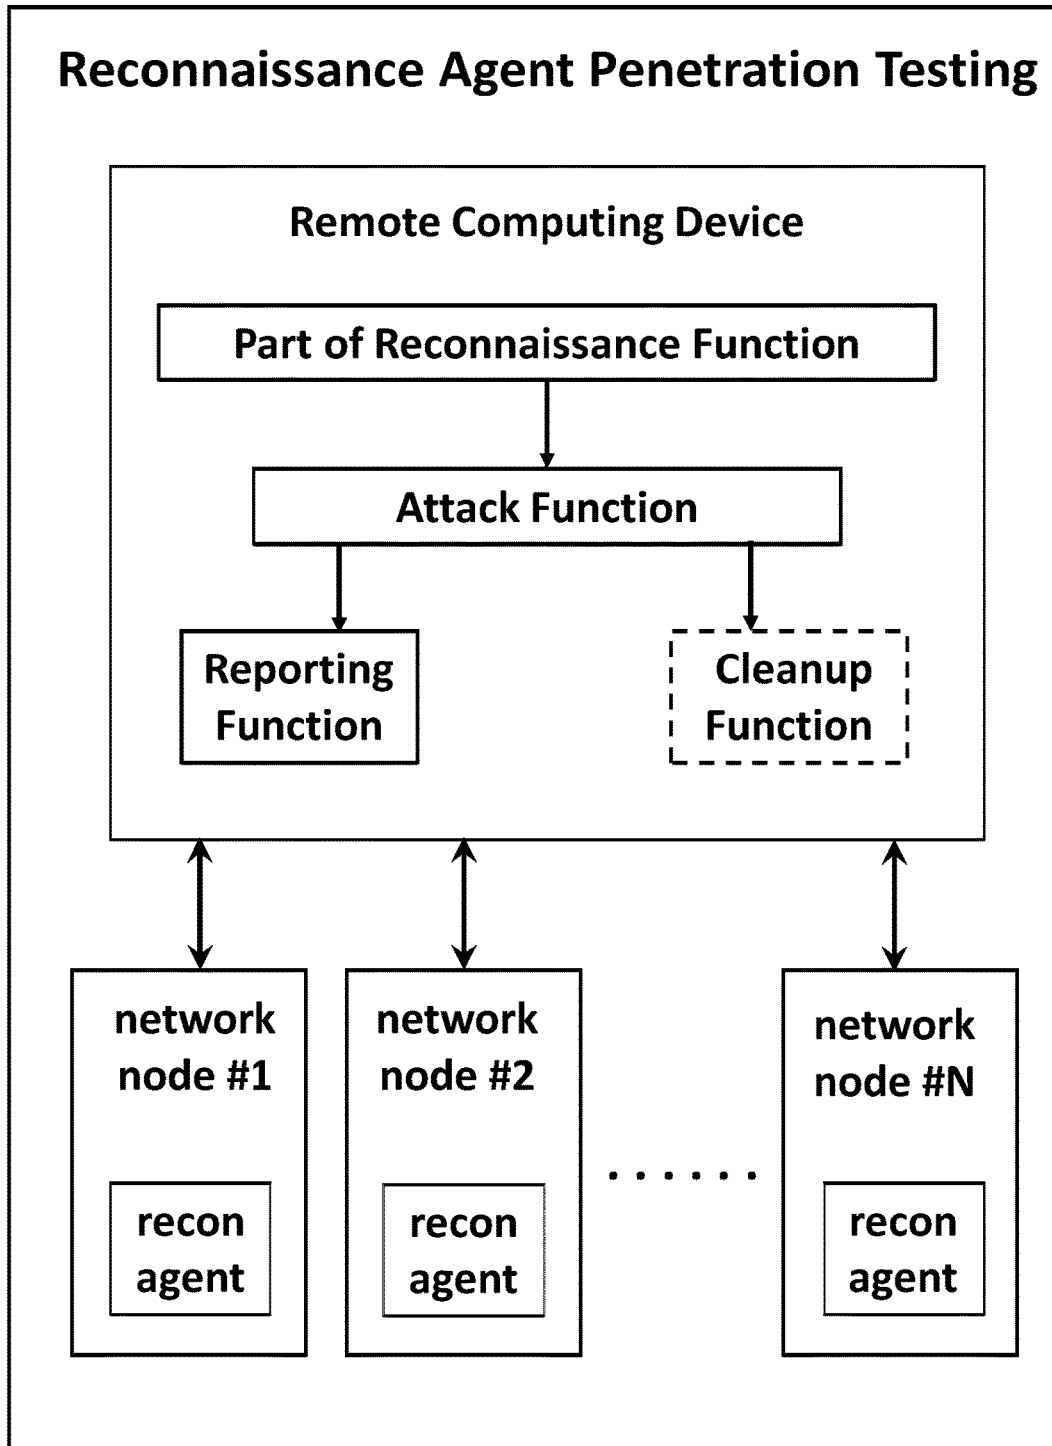 Reconnaissance Agent Penetration Testing
Remote Computing Device
Part of Reconnaissance Function
Attack Function
Reporting
Function
Cleanup
Function
network
node #1
network
node #2
network
node #N
. . . . . .
recon
agent
recon
agent
recon
agent